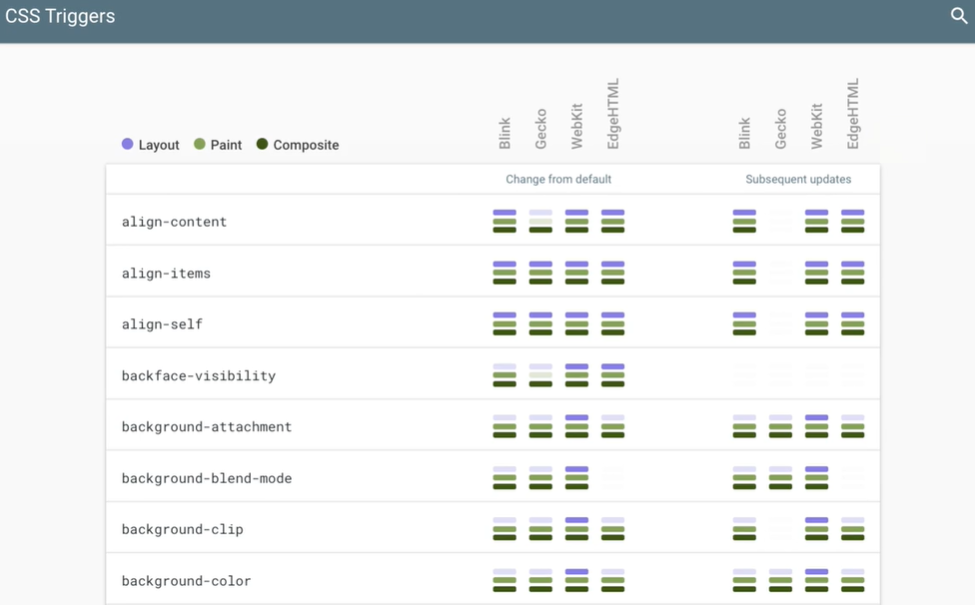 CSS Triggers
Blink Gecko WebKit EdgeHTML Blink Gecko WebKit EdgeHTML
Layout Paint Composite
Change from default Subsequent updates
align-content
align-items
align-self
backface-visibility
background-attachment
background-blend-mode
background-clip
background-color